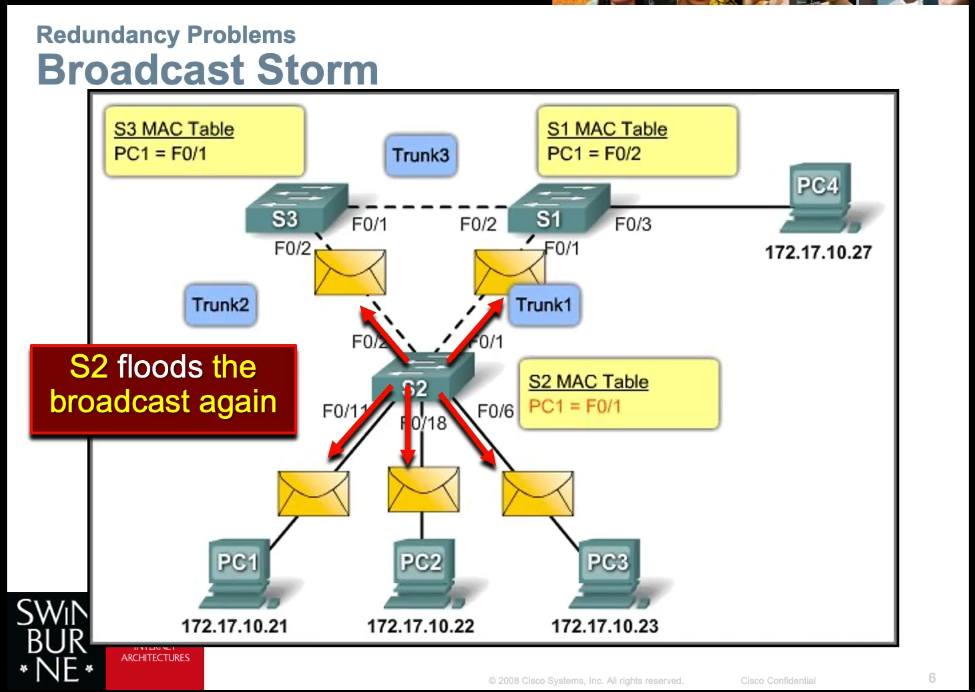 Redundancy Problems
Broadcast Storm
S3 MAC Table
PC1 = F0/1
Trunk3
S1 MAC Table
PC1 = F0/2
PC4
S3
F0/1
F0/2
S1
F0/3
F0/2
F0/1
172.17.10.27
Trunk2
Trunk1
F0/2
F0/1
S2 floods the
broadcast again
S2
S2 MAC Table
PC1 = F0/1
F0/11
F0/18
F0/6
PC1
PC2
PC3
172.17.10.21
172.17.10.22
172.17.10.23
SWIN
BUR
* NE *
INTERNET
ARCHITECTURES
© 2008 Cisco Systems, Inc. All rights reserved.
Cisco Confidential
6